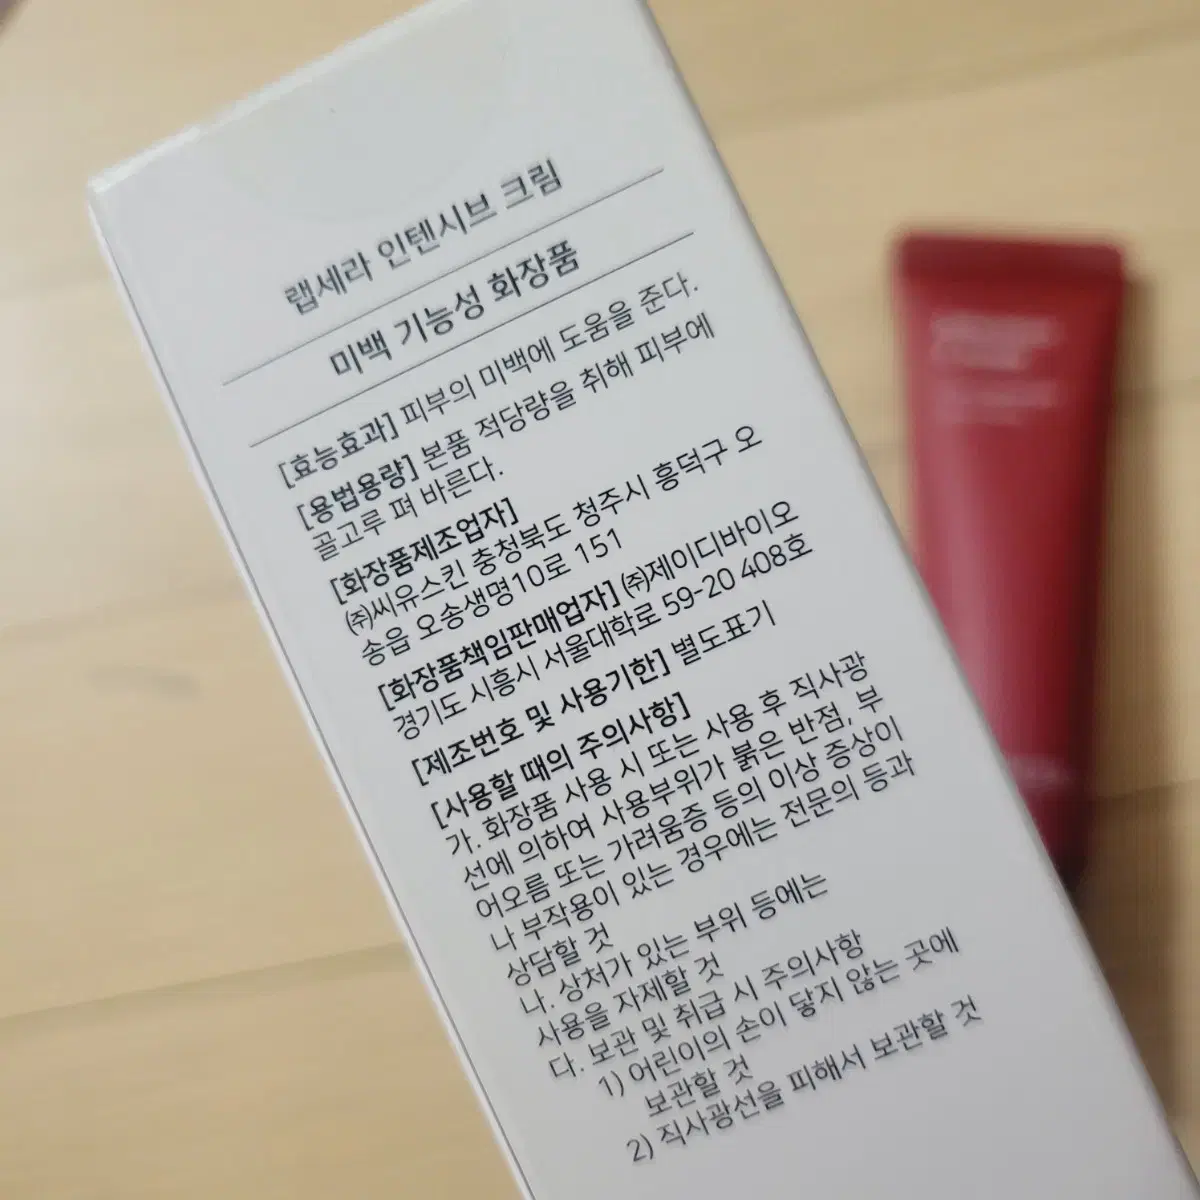 랩세라 인텐시브 크림
미백 기능성 화장품
[효능효과] 피부의 미백에 도움을 준다.
[용법용량] 본품 적당량을 취해 피부에
골고루 펴 바른다.
[화장품제조업자]
㈜씨유스킨 충청북도 청주시 흥덕구 오
송읍 오송생명10로 151
[화장품책임판매업자] ㈜제이디바이오
경기도 시흥시 서울대학로 59-20 408호
[제조번호 및 사용기한] 별도표기
[사용할 때의 주의사항]
가. 화장품 사용 시 또는 사용 후 직사광
선에 의하여 사용부위가 붉은 반점, 부
어오름 또는 가려움증 등의 이상 증상이
나 부작용이 있는 경우에는 전문의 등과
상담할 것
나. 상처가 있는 부위 등에는
사용을 자제할 것
다. 보관 및 취급 시 주의사항
1) 어린이의 손이 닿지 않는 곳에
보관할 것
2) 직사광선을 피해서 보관할 것